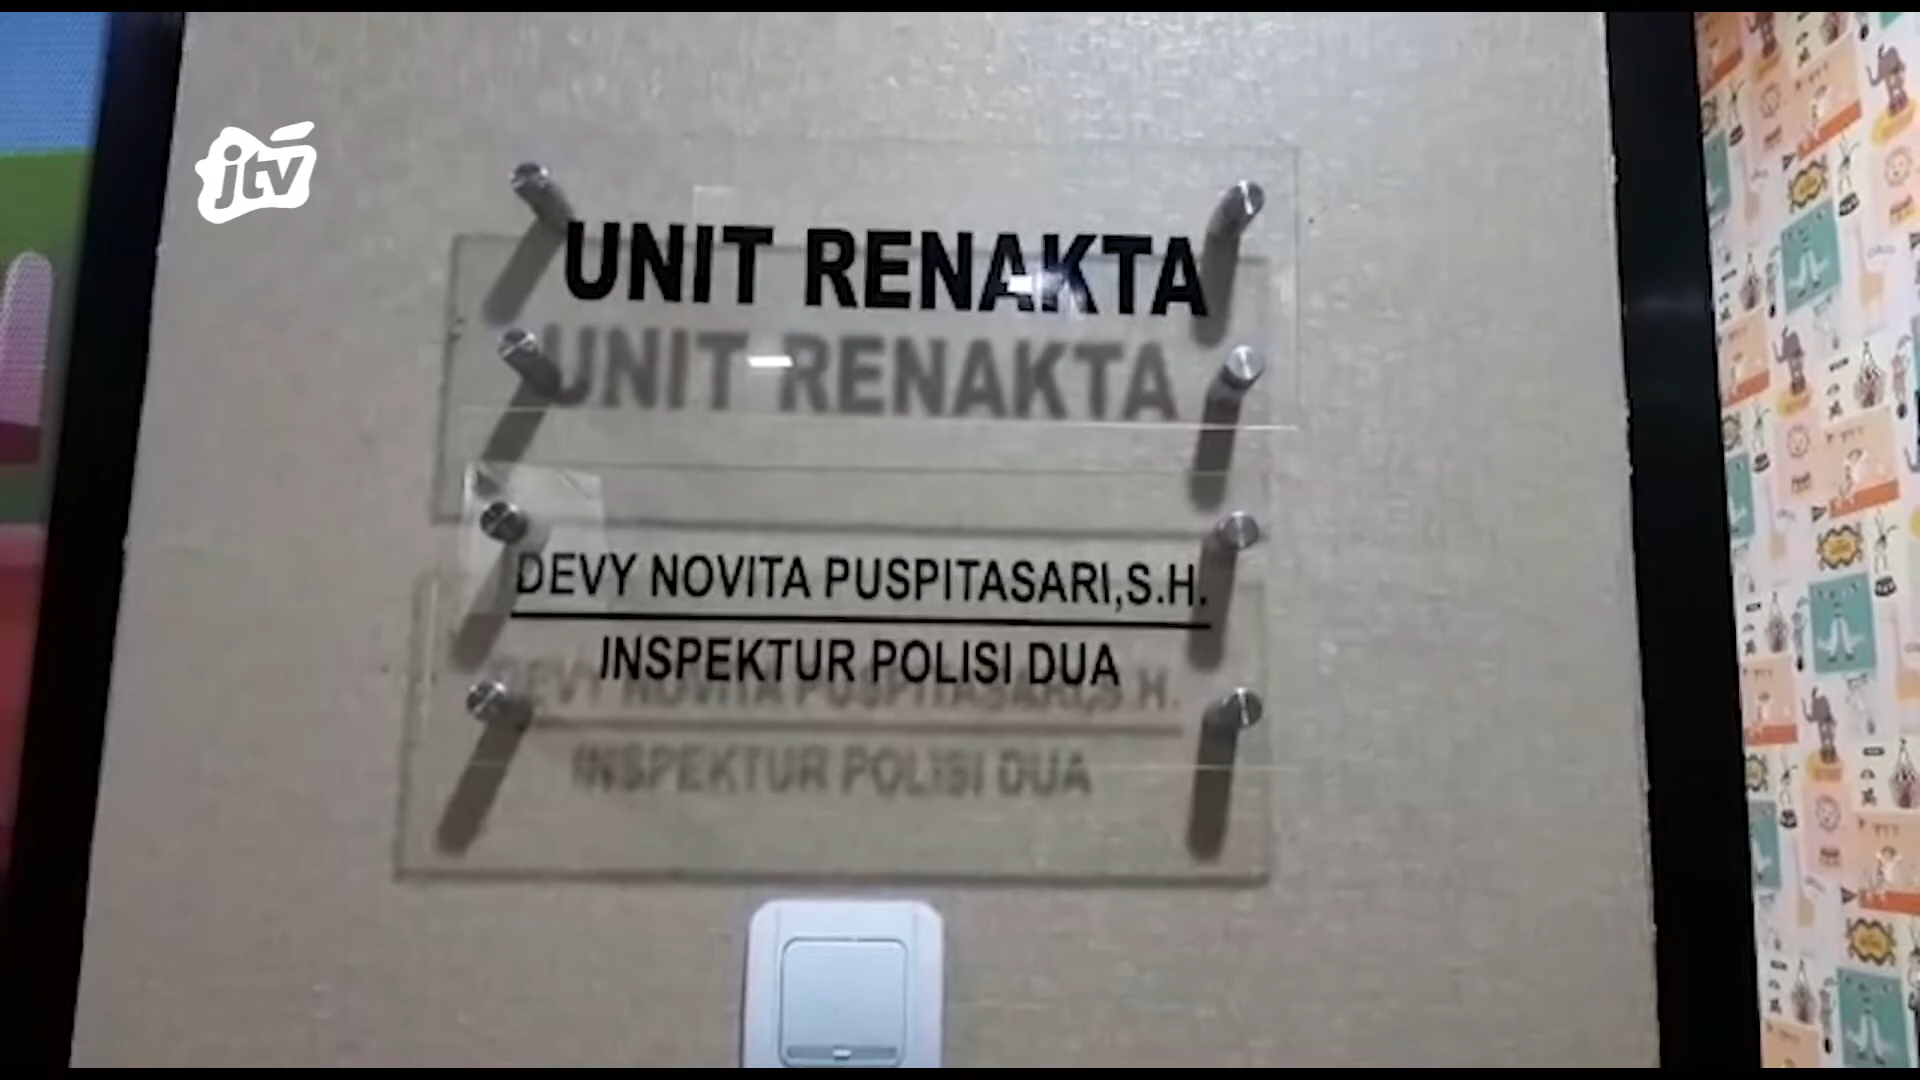 jtv
UNIT RENAKTA
DEVY NOVITA PUSPITASARI,S.H.
INSPEKTUR POLISI DUA